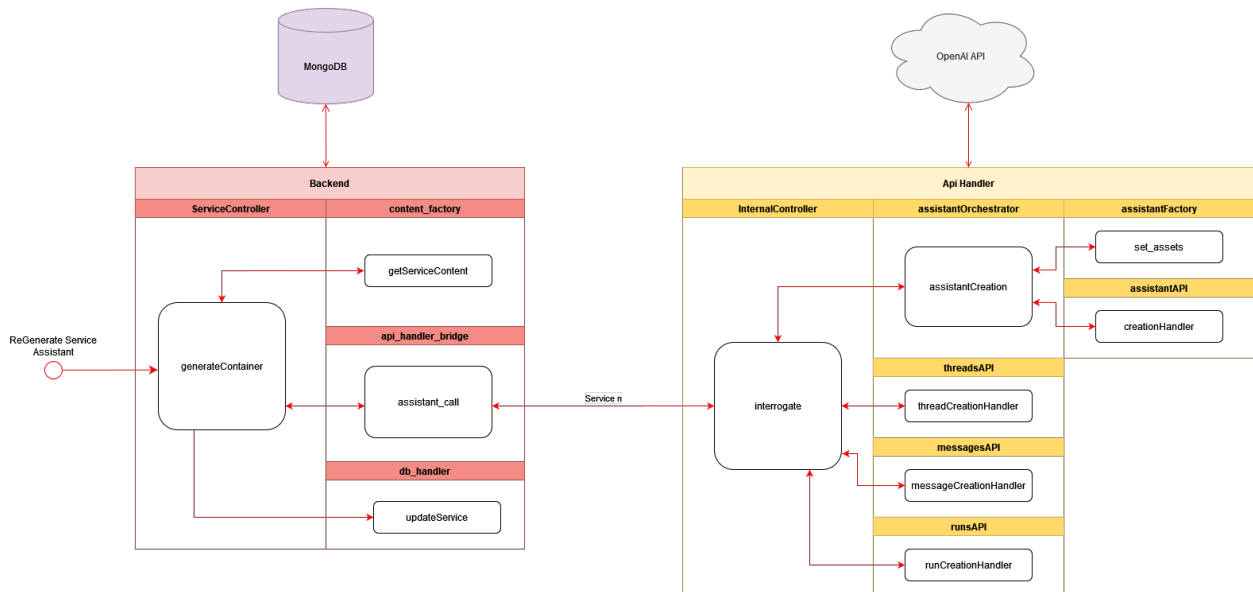 MongoDB
OpenAI API
Backend
Api Handler
ServiceController
content_factory
InternalController
assistantOrchestrator
assistantFactory
getServiceContent
set_assets
assistantCreation
assistantAPI
creationHandler
api_handler_bridge
ReGenerate Service
Assistant
generateContainer
threadsAPI
assistant_call
Service n
interrogate
threadCreationHandler
messagesAPI
db_handler
messageCreationHandler
updateService
runsAPI
runCreationHandler